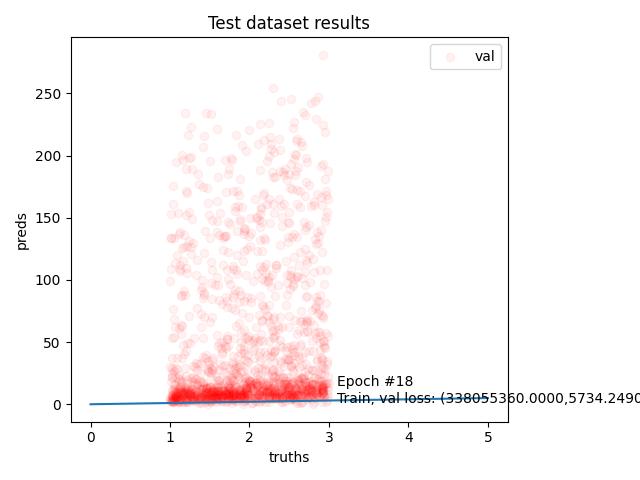 Test dataset results
val
250
200
150
100
50
0
preds
Epoch #18
Train, val loss: (338055360.0000,5734.2490
0 1 2 3 4 5
truths